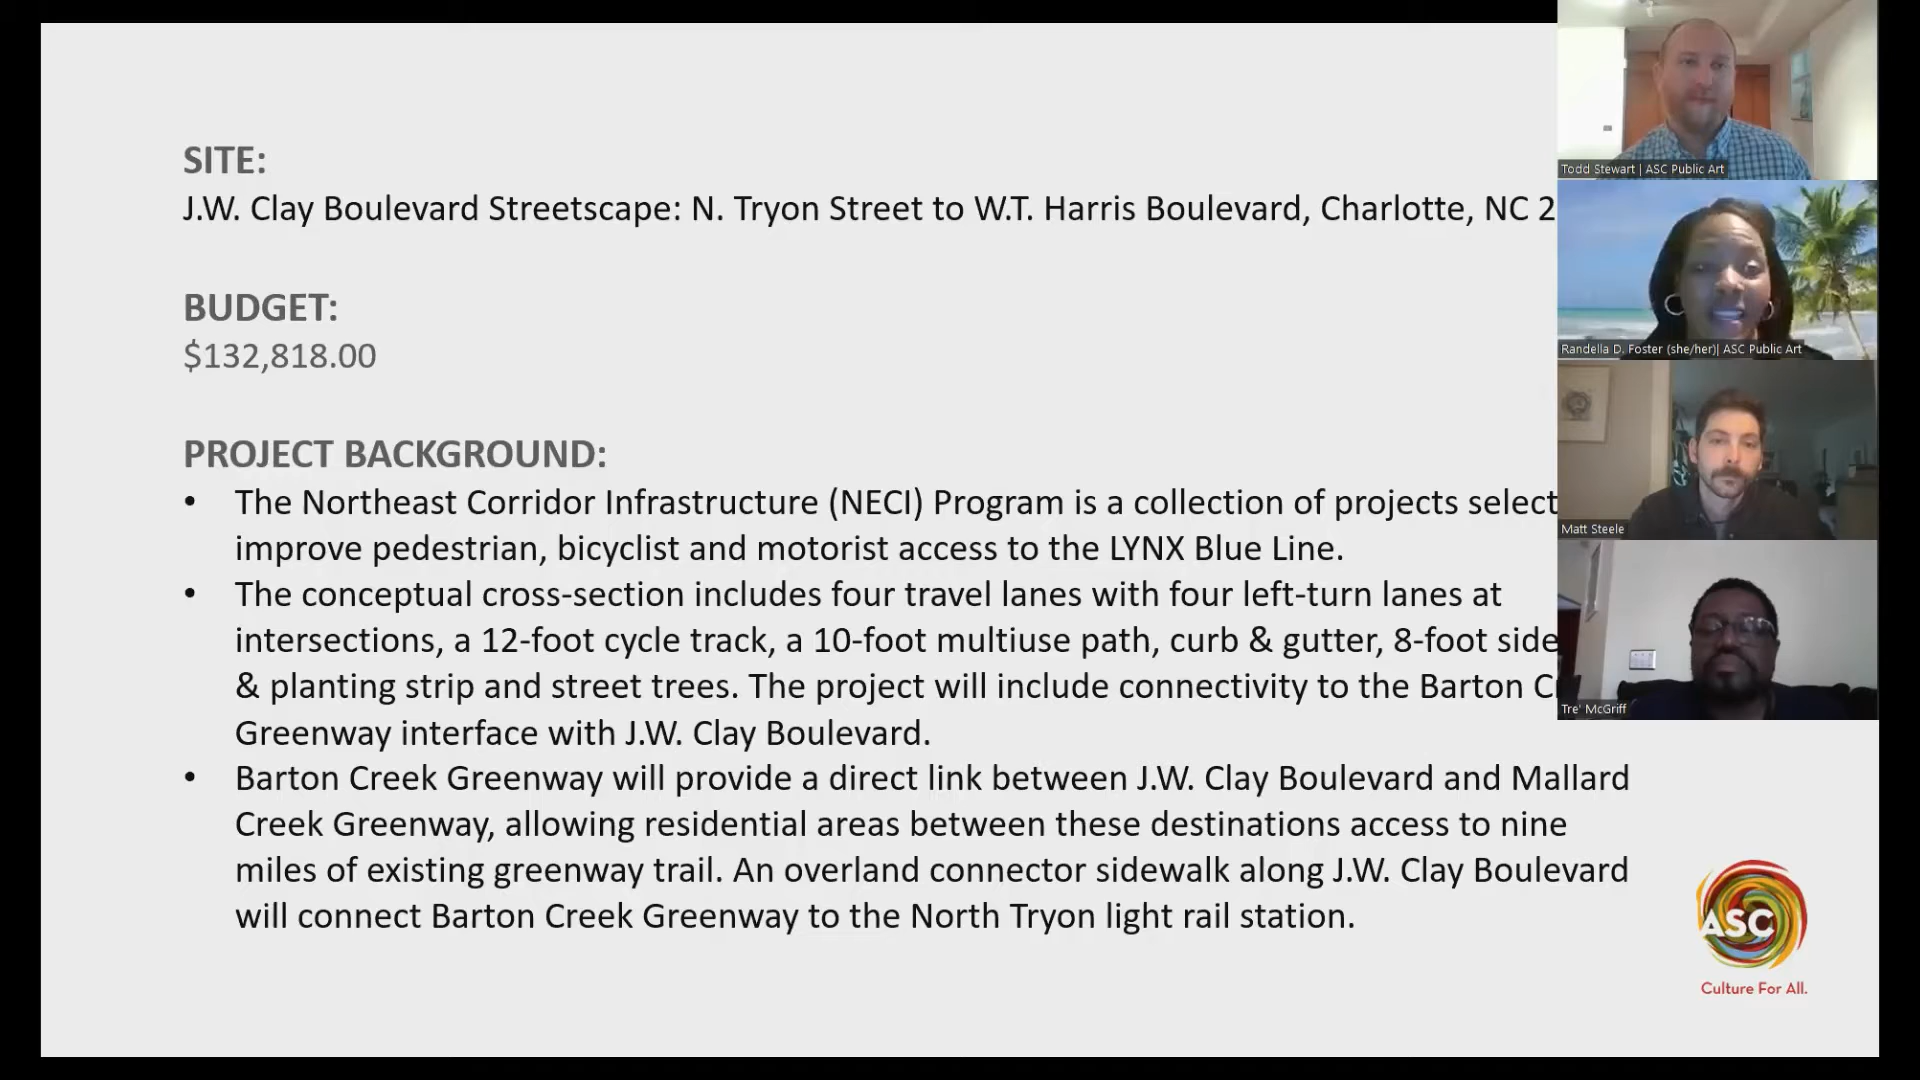 SITE:
J.W. Clay Boulevard Streetscape: N. Tryon Street to W.T. Harris Boulevard, Charlotte, NC 2
BUDGET:
$132,818.00
PROJECT BACKGROUND:
• The Northeast Corridor Infrastructure (NECI) Program is a collection of projects select
improve pedestrian, bicyclist and motorist access to the LYNX Blue Line.
• The conceptual cross-section includes four travel lanes with four left-turn lanes at
intersections, a 12-foot cycle track, a 10-foot multiuse path, curb & gutter, 8-foot side
& planting strip and street trees. The project will include connectivity to the Barton C
Greenway interface with J.W. Clay Boulevard.
• Barton Creek Greenway will provide a direct link between J.W. Clay Boulevard and Mallard
Creek Greenway, allowing residential areas between these destinations access to nine
miles of existing greenway trail. An overland connector sidewalk along J.W. Clay Boulevard
will connect Barton Creek Greenway to the North Tryon light rail station.
Todd Stewart | ASC Public Art
Randella D. Foster (she/her)| ASC Public Art
Matt Steele
Tre' McGriff
ASC
Culture For All.